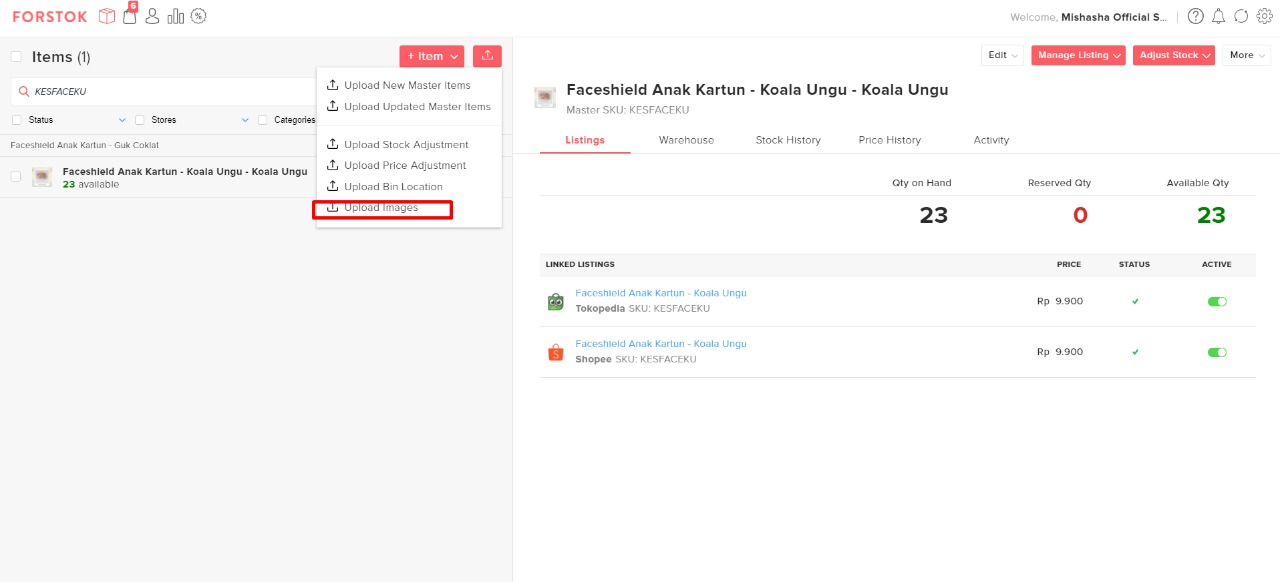 FORSTOK
6
Welcome, Mishasha Official S...
Items (1)
+ Item
KESFACEKU
Status
Stores
Categories
Faceshield Anak Kartun - Guk Coklat
Faceshield Anak Kartun - Koala Ungu - Koala Ungu
23 available
Upload New Master Items
Upload Updated Master Items
Upload Stock Adjustment
Upload Price Adjustment
Upload Bin Location
Upload Images
Edit
Manage Listing
Adjust Stock
More
Faceshield Anak Kartun - Koala Ungu - Koala Ungu
Master SKU: KESFACEKU
Listings
Warehouse
Stock History
Price History
Activity
Qty on Hand
Reserved Qty
Available Qty
23
0
23
LINKED LISTINGS
PRICE
STATUS
ACTIVE
Faceshield Anak Kartun - Koala Ungu
Tokopedia SKU: KESFACEKU
Rp 9.900
Faceshield Anak Kartun - Koala Ungu
Shopee SKU: KESFACEKU
Rp 9.900